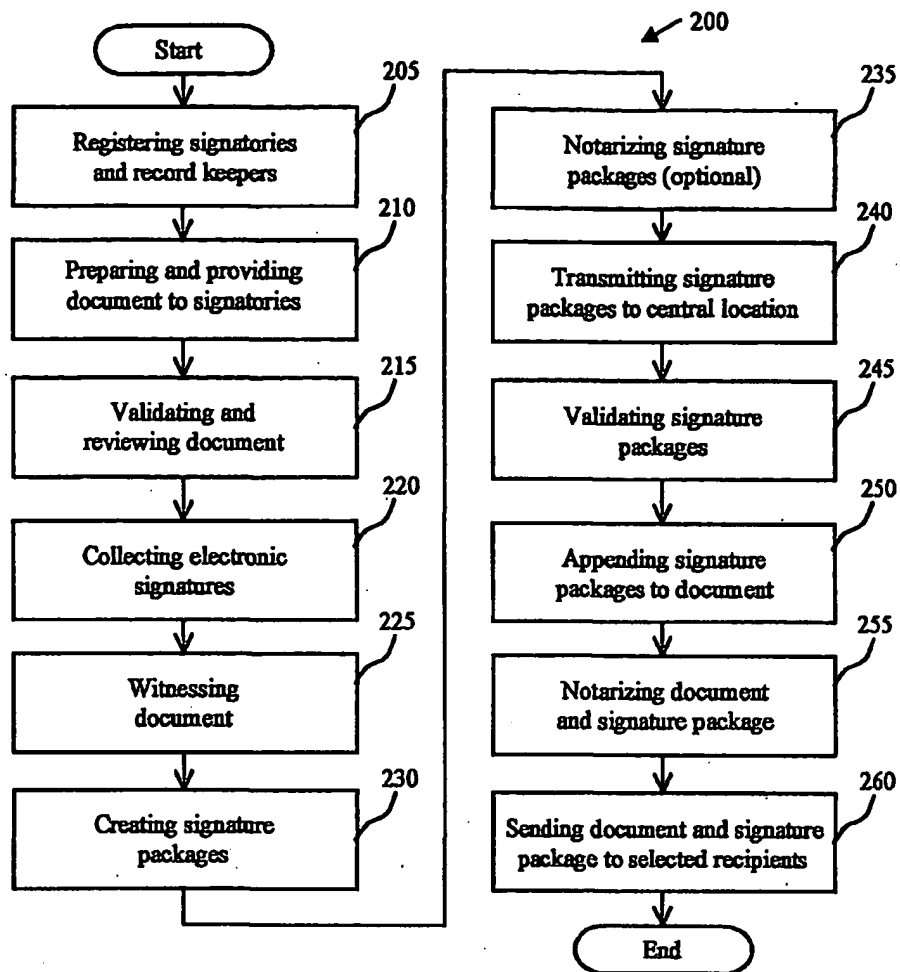 200
Start
205
Registering signatories
and record keepers
210
Preparing and providing
document to signatories
215
Validating and
reviewing document
220
Collecting electronic
signatures
225
Witnessing
document
230
Creating signature
packages
235
Notarizing signature
packages (optional)
240
Transmitting signature
packages to central location
245
Validating signature
packages
250
Appending signature
packages to document
255
Notarizing document
and signature package
260
Sending document and signature
package to selected recipients
End